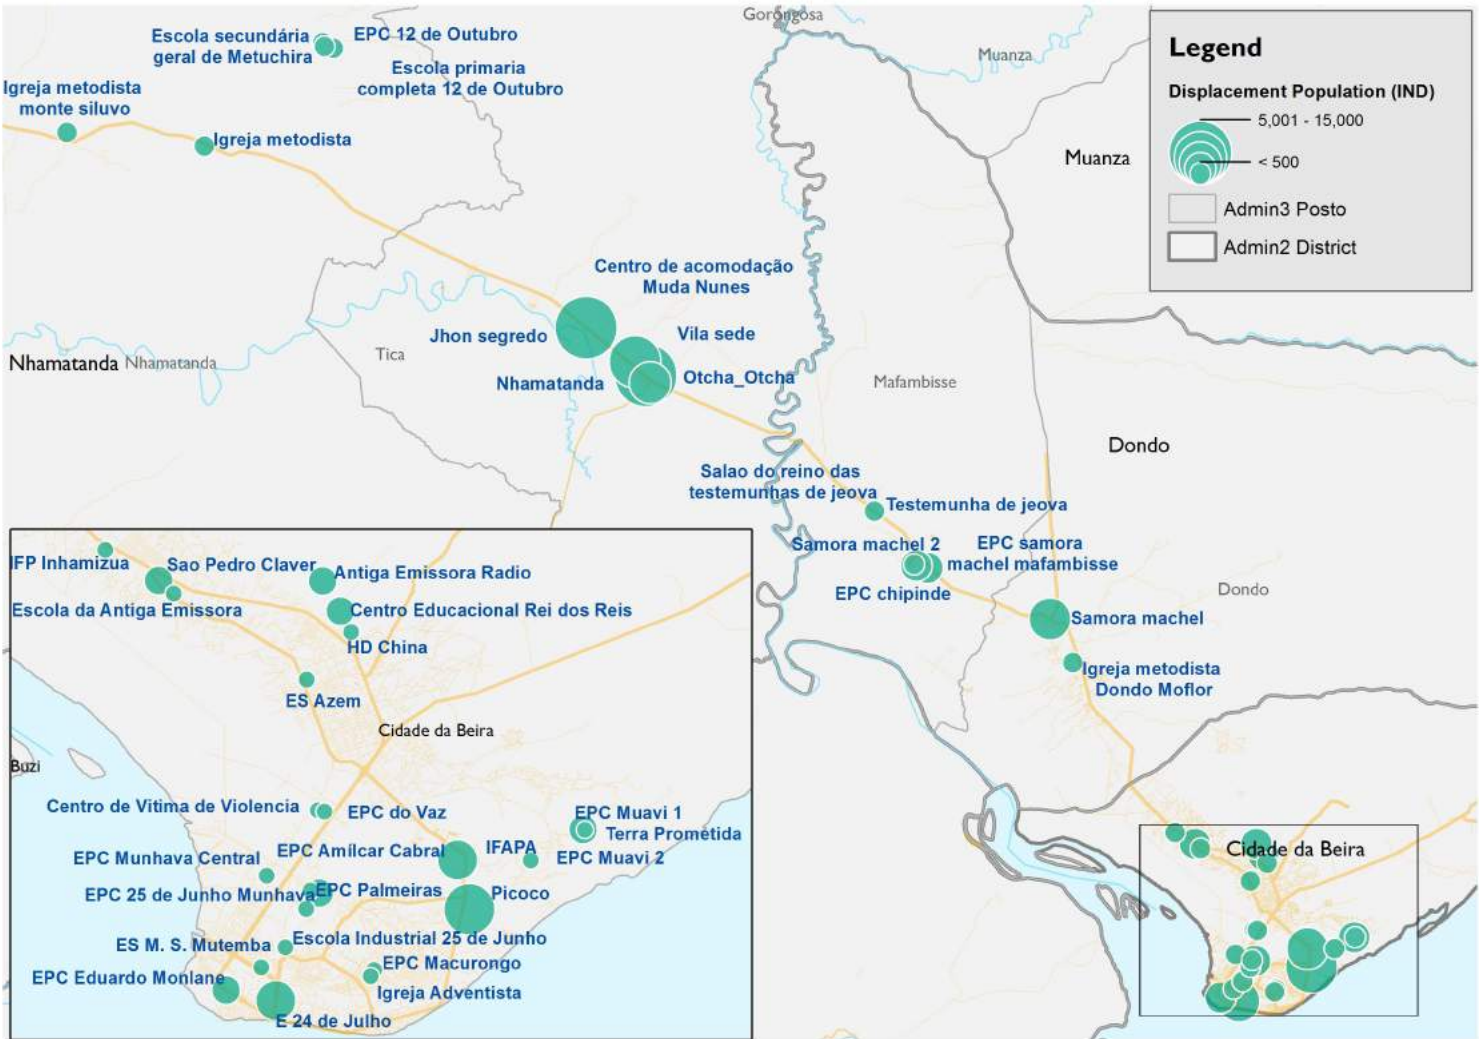 Gorongosa
Muanza
Escola secundária
geral de Metuchira
EPC 12 de Outubro
Escola primaria
completa 12 de Outubro
Igreja metodista
monte siluvo
Igreja metodista
Muanza
Legend
Displacement Population (IND)
5,001 - 15,000
< 500
Admin3 Posto
Admin2 District
Centro de acomodação
Muda Nunes
Jhon segredo
Vila sede
Nhamatanda
Nhamatanda
Tica
Nhamatanda
Otcha_Otcha
Mafambisse
Dondo
Salao do reino das
testemunhas de jeova
Testemunha de jeova
Samora machel 2
EPC samora
machel mafambisse
EPC chipinde
Dondo
Samora machel
Igreja metodista
Dondo Moflor
Cidade da Beira
IFP Inhamizua
Sao Pedro Claver
Antiga Emissora Radio
Escola da Antiga Emissora
Centro Educacional Rei dos Reis
HD China
ES Azem
Cidade da Beira
Buzi
Centro de Vitima de Violencia
EPC do Vaz
EPC Muavi 1
Terra Prometida
EPC Munhava Central
EPC Amílcar Cabral
IFAPA
EPC Muavi 2
EPC 25 de Junho Munhava
EPC Palmeiras
Picoco
ES M. S. Mutemba
Escola Industrial 25 de Junho
EPC Eduardo Monlane
EPC Macurongo
Igreja Adventista
E 24 de Julho